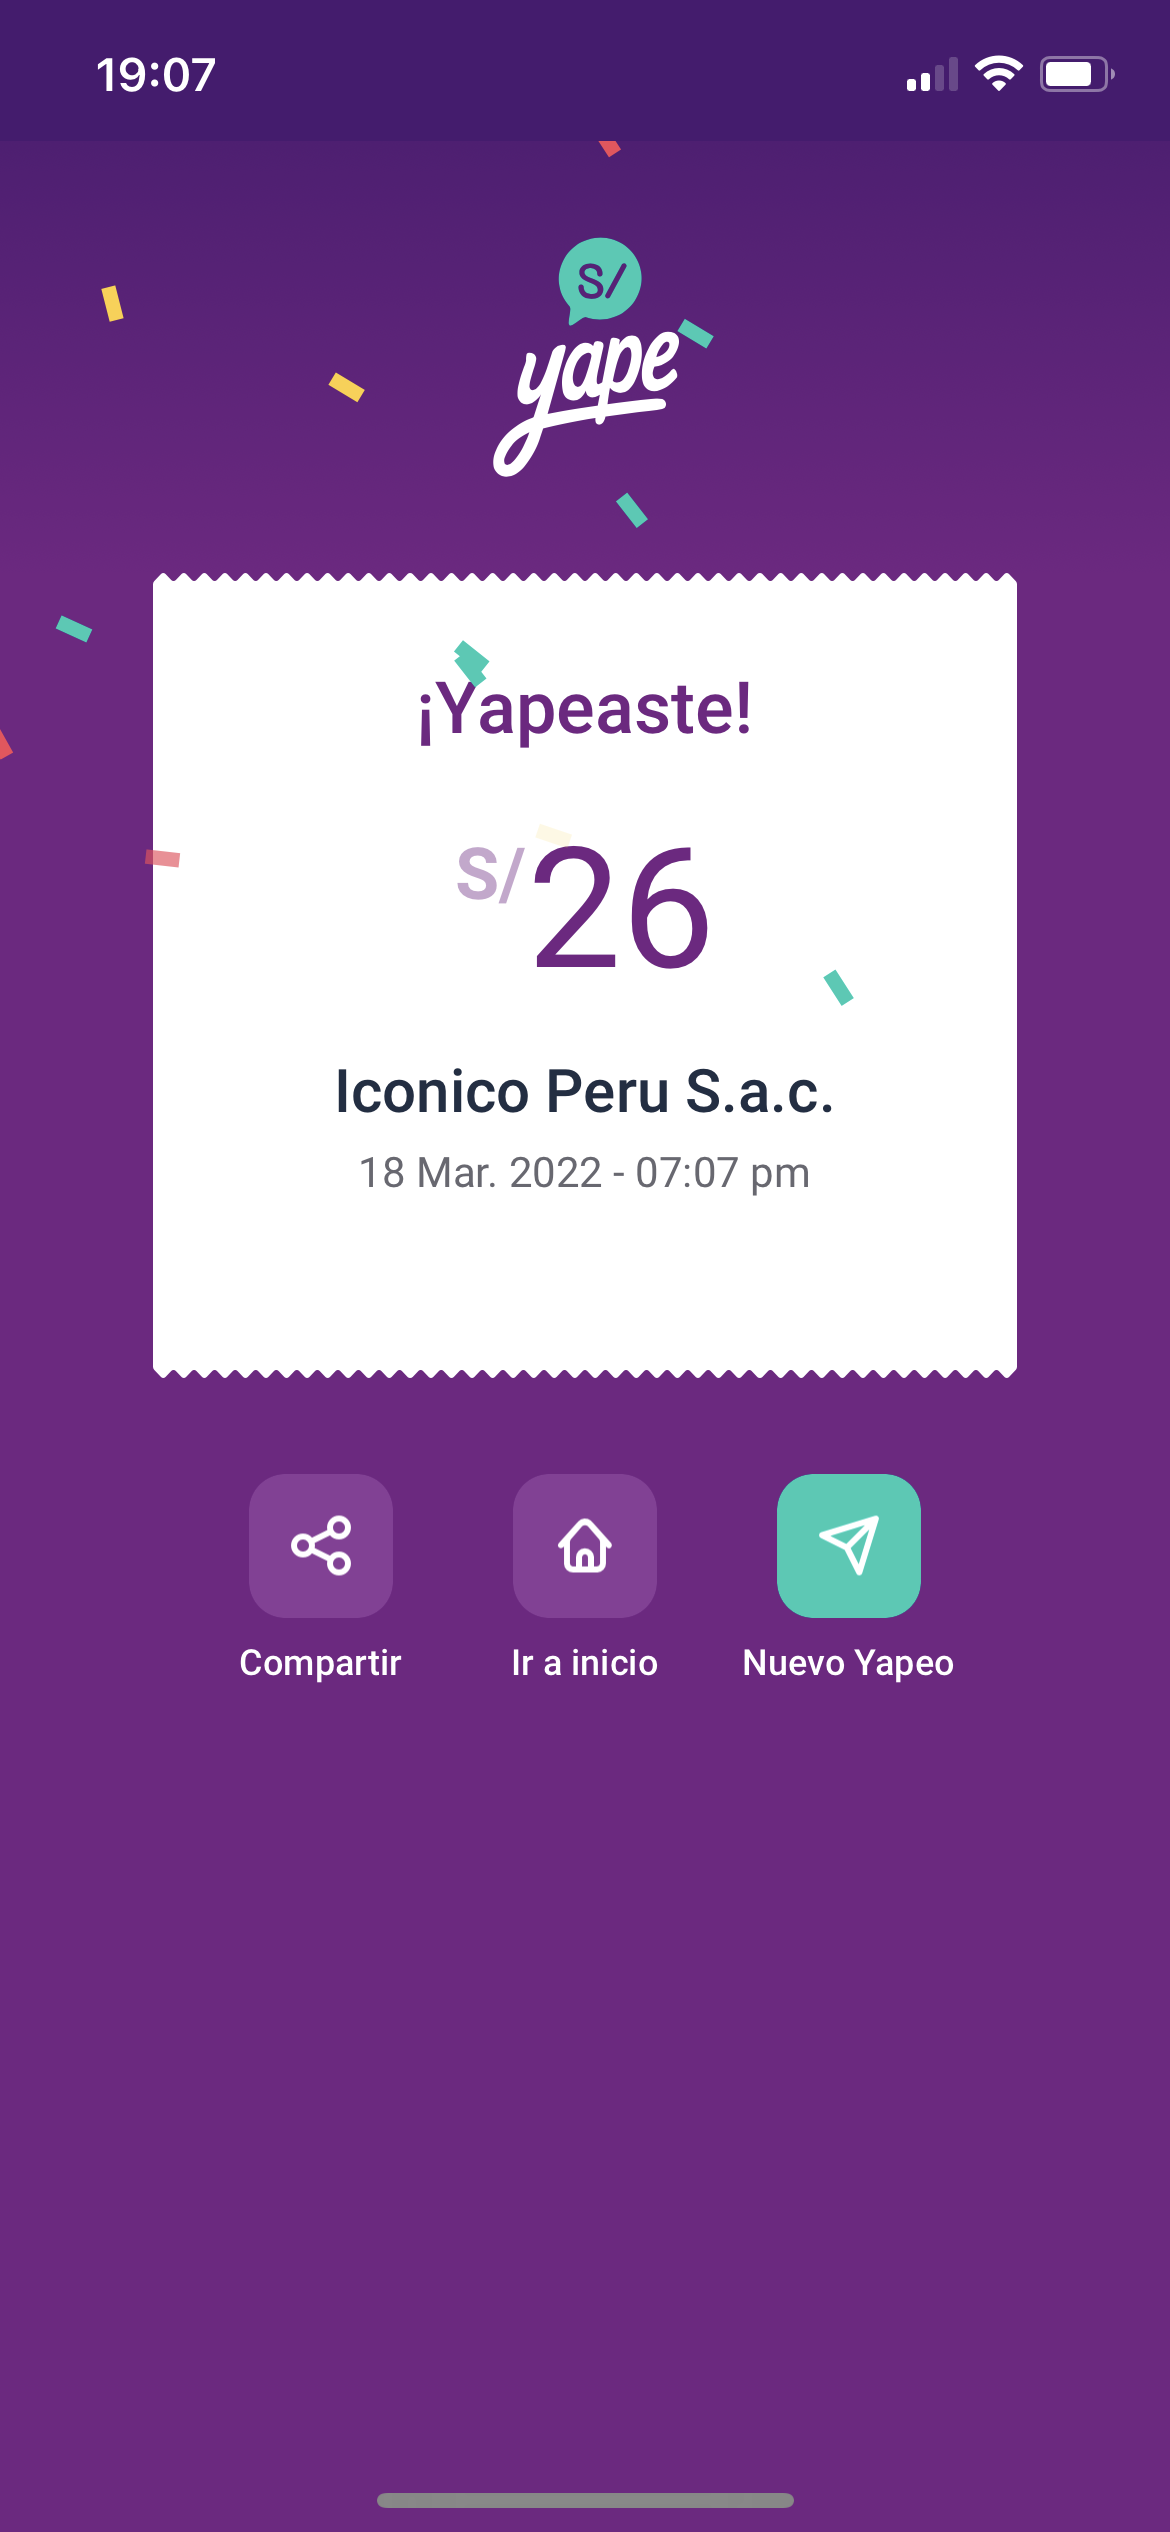 19:07
S/
yape
¡Yapeaste!
S/26
Iconico Peru S.a.c.
18 Mar. 2022 - 07:07 pm
Compartir
Ir a inicio
Nuevo Yapeo